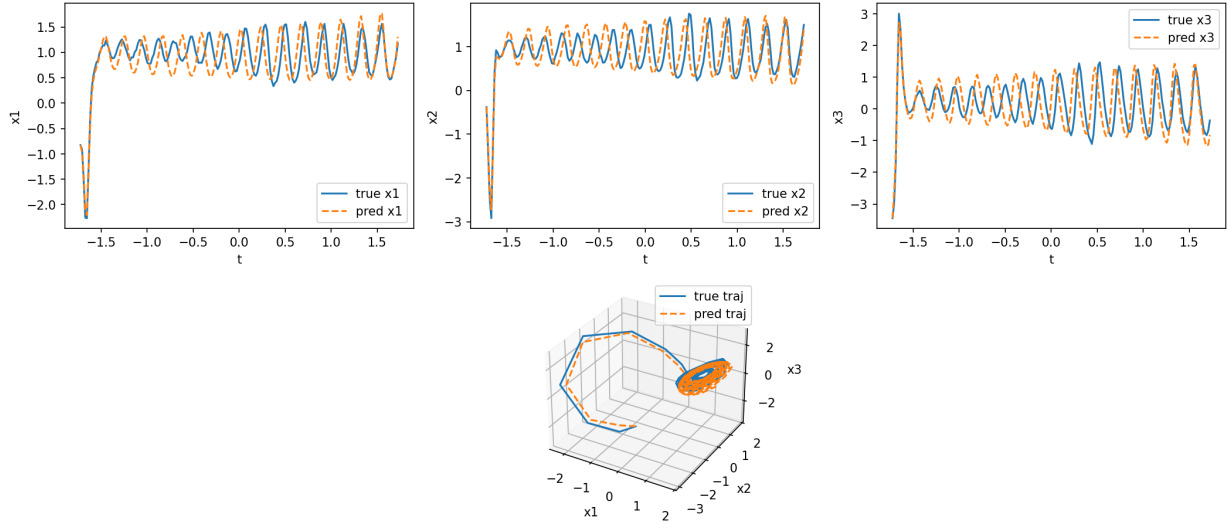 1.5
1.0
0.5
0.0
−0.5
−1.0
−1.5
−2.0
x1
−1.5 −1.0 −0.5 0.0 0.5 1.0 1.5
t
true x1
pred x1
1
0
−1
−2
−3
x2
−1.5 −1.0 −0.5 0.0 0.5 1.0 1.5
t
true x2
pred x2
3
2
1
0
−1
−2
−3
x3
−1.5 −1.0 −0.5 0.0 0.5 1.0 1.5
t
true x3
pred x3
true traj
pred traj
−2 −1 0 1 2
x1
−3 −2 −1 0 1 2
x2
2
0
−2
x3